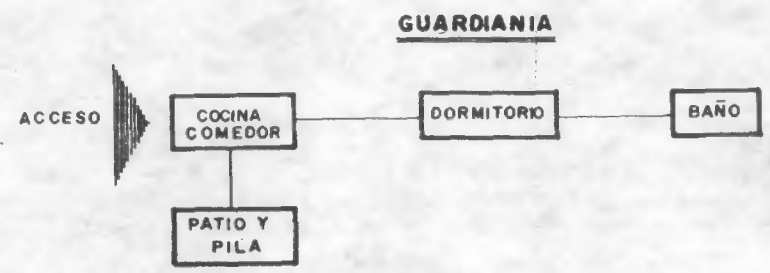 GUARDIANIA
ACCESO
COCINA
COMEDOR
DORMITORIO
BAÑO
PATIO Y
PILA